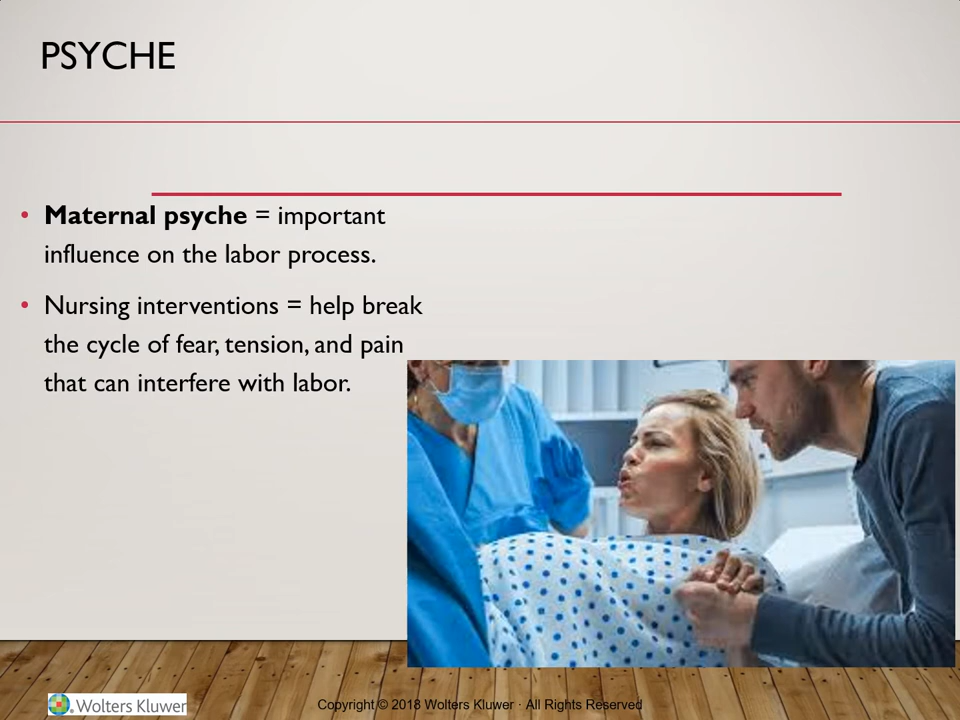 PSYCHE
• Maternal psyche = important
influence on the labor process.
• Nursing interventions = help break
the cycle of fear, tension, and pain
that can interfere with labor.
Wolters Kluwer
Copyright © 2018 Wolters Kluwer · All Rights Reserved